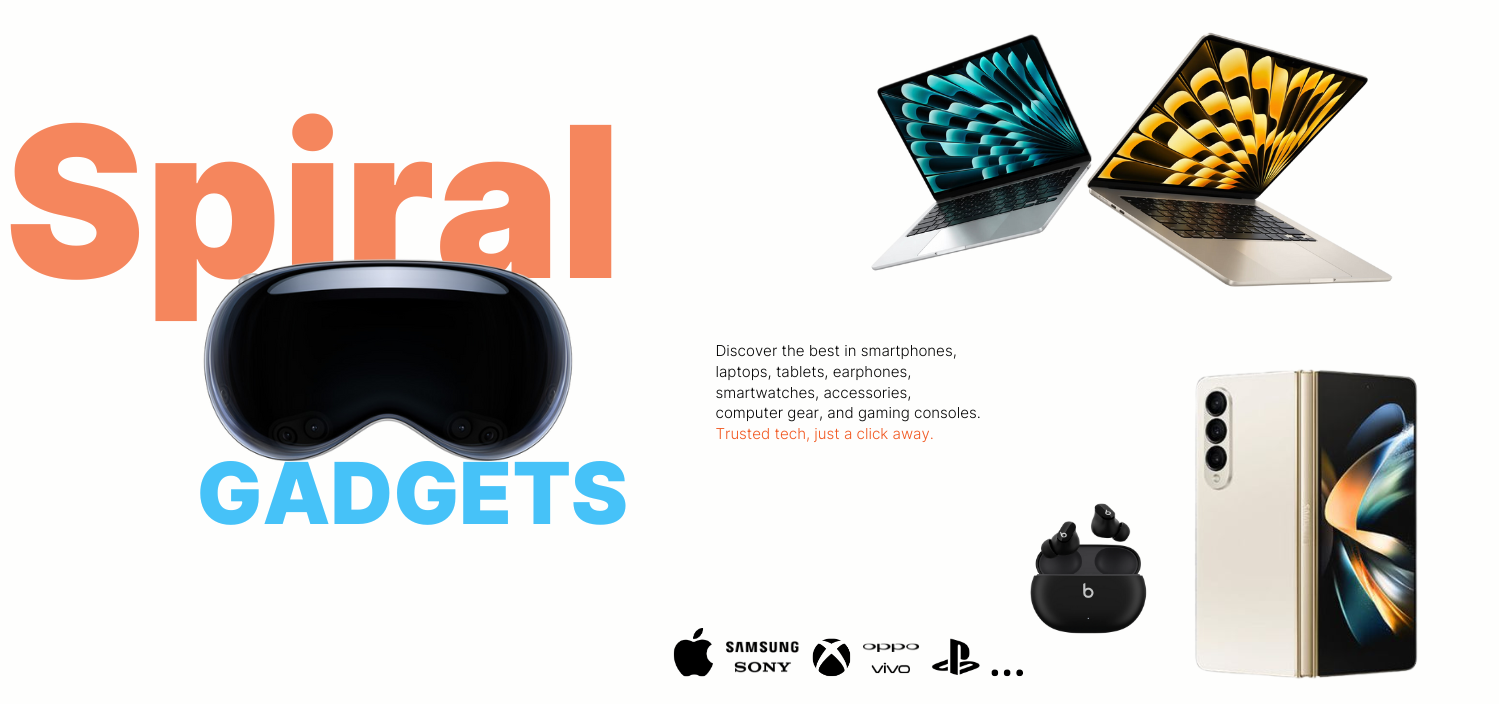 Spiral
GADGETS
Discover the best in smartphones,
laptops, tablets, earphones,
smartwatches, accessories,
computer gear, and gaming consoles.
Trusted tech, just a click away.
SAMSUNG
SONY
oppo
vivo
...
b
SAMSUNG